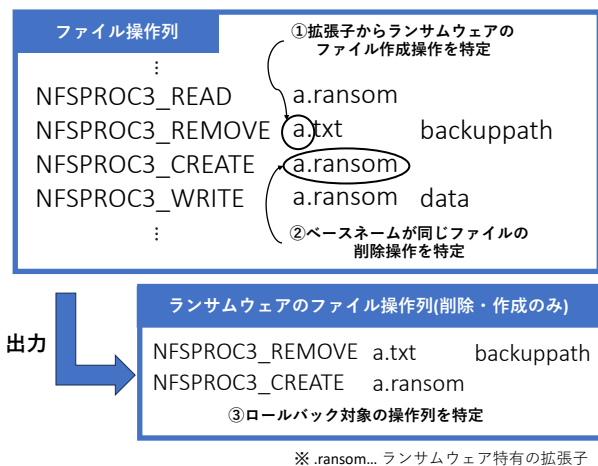 ファイル操作列
①拡張子からランサムウェアの
ファイル作成操作を特定
⋮
NFSPROC3_READ a.ransom
NFSPROC3_REMOVE a.txt backuppath
NFSPROC3_CREATE a.ransom
NFSPROC3_WRITE a.ransom data
⋮
②ベースネームが同じファイルの
削除操作を特定
出力
ランサムウェアのファイル操作列(削除・作成のみ)
NFSPROC3_REMOVE a.txt backuppath
NFSPROC3_CREATE a.ransom
③ロールバック対象の操作列を特定
※ .ransom... ランサムウェア特有の拡張子